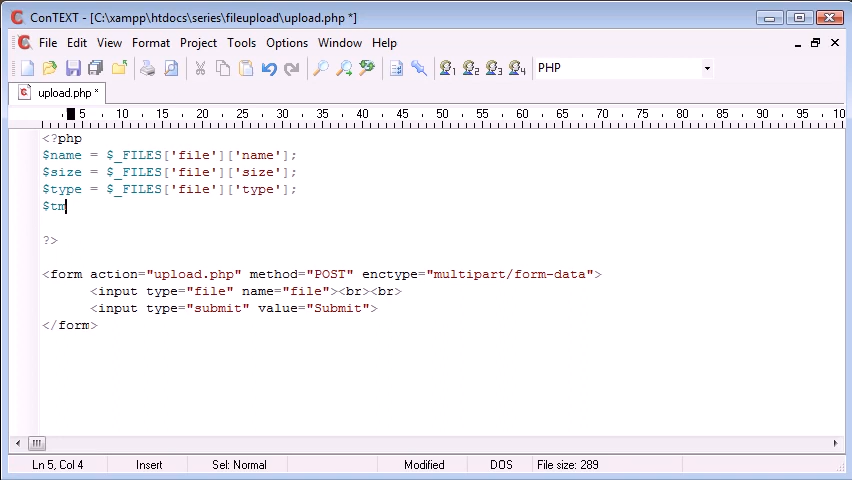 ConTEXT - [C:\xampp\htdocs\series\fileupload\upload.php *]
File Edit View Format Project Tools Options Window Help
PHP
upload.php *
5 10 15 20 25 30 35 40 45 50 55 60 65 70 75 80 85 90 95 10
<?php
$name = $_FILES['file']['name'];
$size = $_FILES['file']['size'];
$type = $_FILES['file']['type'];
$tm
?>
<form action="upload.php" method="POST" enctype="multipart/form-data">
<input type="file" name="file"><br><br>
<input type="submit" value="Submit">
</form>
Ln 5, Col 4 Insert Sel: Normal Modified DOS File size: 289